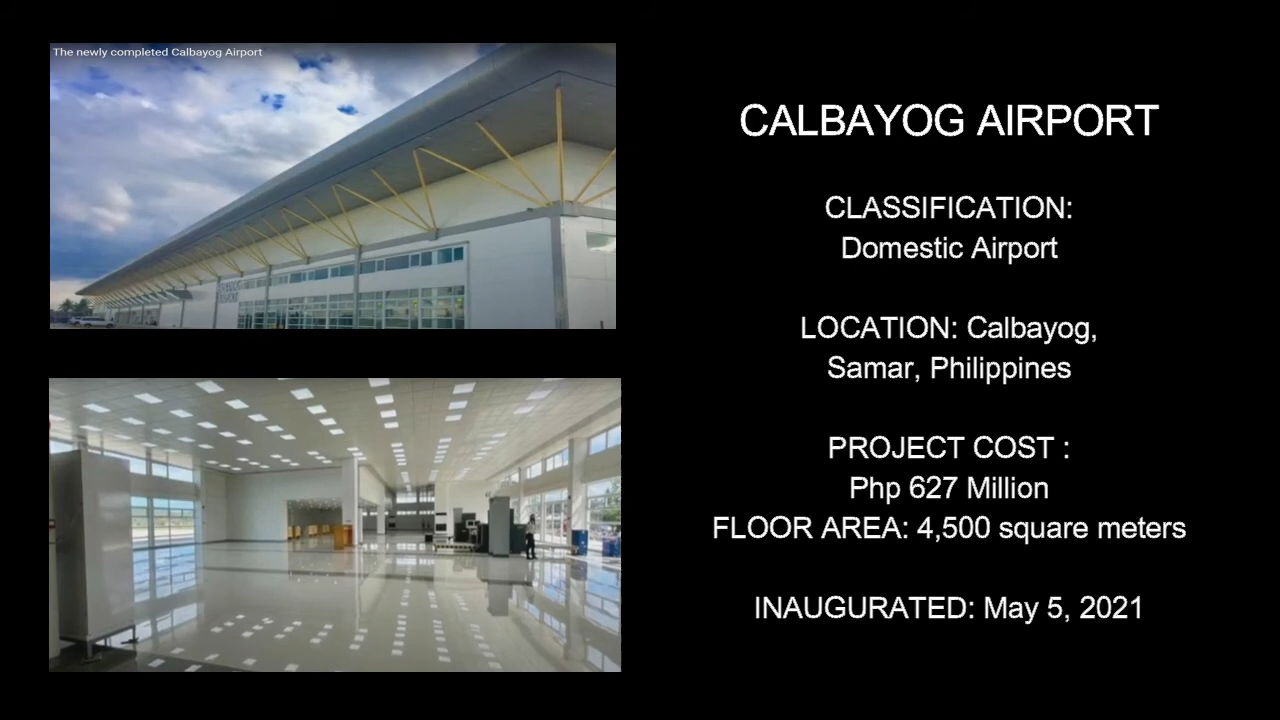 The newly completed Calbayog Airport
CALBAYOG AIRPORT
CLASSIFICATION:
Domestic Airport
LOCATION: Calbayog,
Samar, Philippines
PROJECT COST :
Php 627 Million
FLOOR AREA: 4,500 square meters
INAUGURATED: May 5, 2021